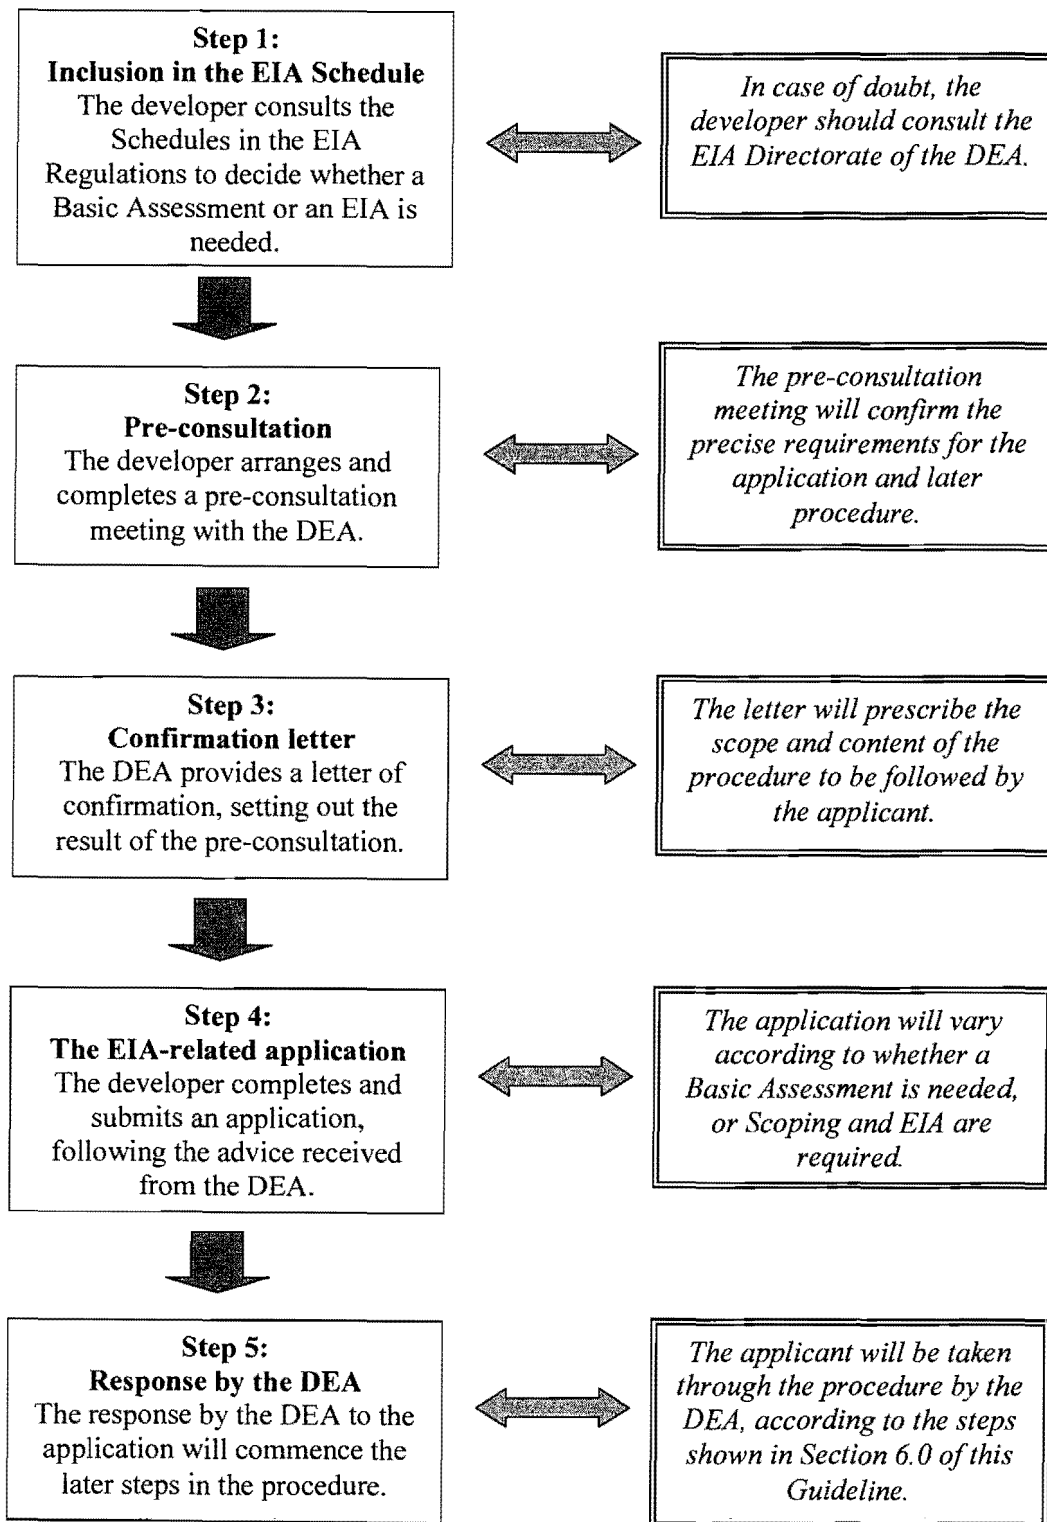 Step 1:
Inclusion in the EIA Schedule
The developer consults the
Schedules in the EIA
Regulations to decide whether a
Basic Assessment or an EIA is
needed.
In case of doubt, the
developer should consult the
EIA Directorate of the DEA.
Step 2:
Pre-consultation
The developer arranges and
completes a pre-consultation
meeting with the DEA.
The pre-consultation
meeting will confirm the
precise requirements for the
application and later
procedure.
Step 3:
Confirmation letter
The DEA provides a letter of
confirmation, setting out the
result of the pre-consultation.
The letter will prescribe the
scope and content of the
procedure to be followed by
the applicant.
Step 4:
The EIA-related application
The developer completes and
submits an application,
following the advice received
from the DEA.
The application will vary
according to whether a
Basic Assessment is needed,
or Scoping and EIA are
required.
Step 5:
Response by the DEA
The response by the DEA to the
application will commence the
later steps in the procedure.
The applicant will be taken
through the procedure by the
DEA, according to the steps
shown in Section 6.0 of this
Guideline.